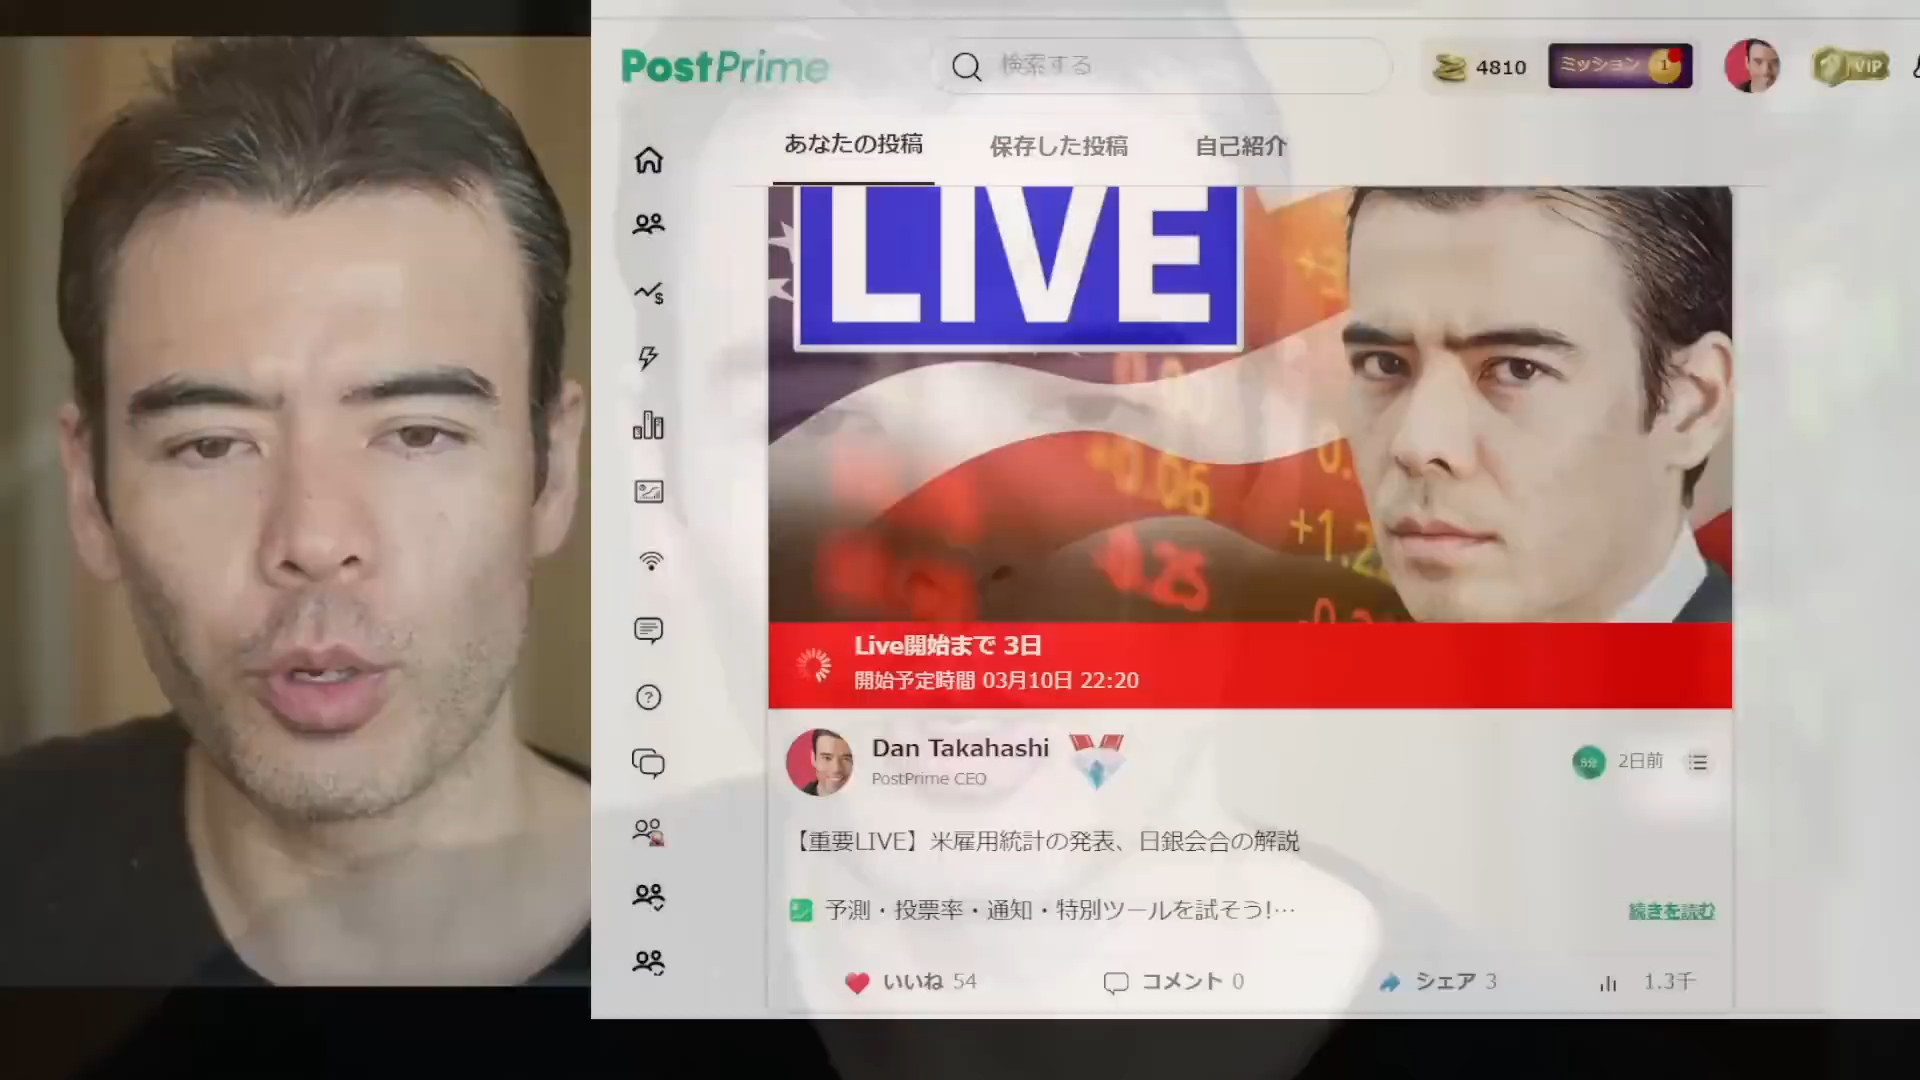 PostPrime
検索する
4810
ミッション 1
VIP
あなたの投稿
保存した投稿
自己紹介
LIVE
+0.06
-0.25
Live開始まで 3日
開始予定時間 03月10日 22:20
Dan Takahashi
PostPrime CEO
5分
2日前
【重要LIVE】米雇用統計の発表、日銀会合の解説
予測・投票率・通知・特別ツールを試そう!…
続きを読む
いいね 54
コメント 0
シェア 3
1.3千